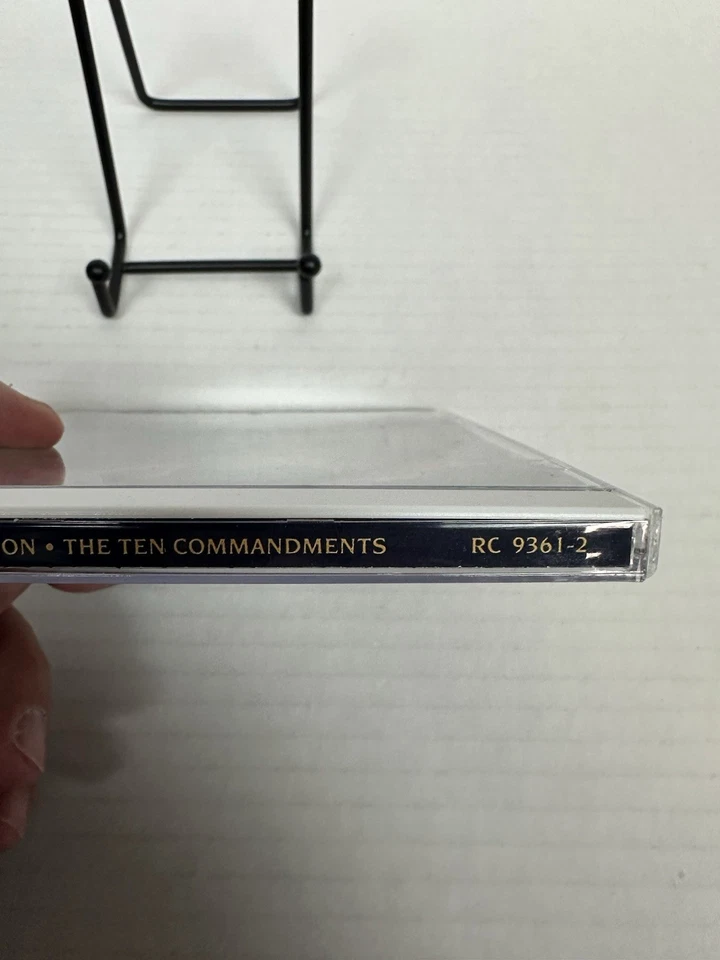 ON • THE TEN COMMANDMENTS RC 9361-2